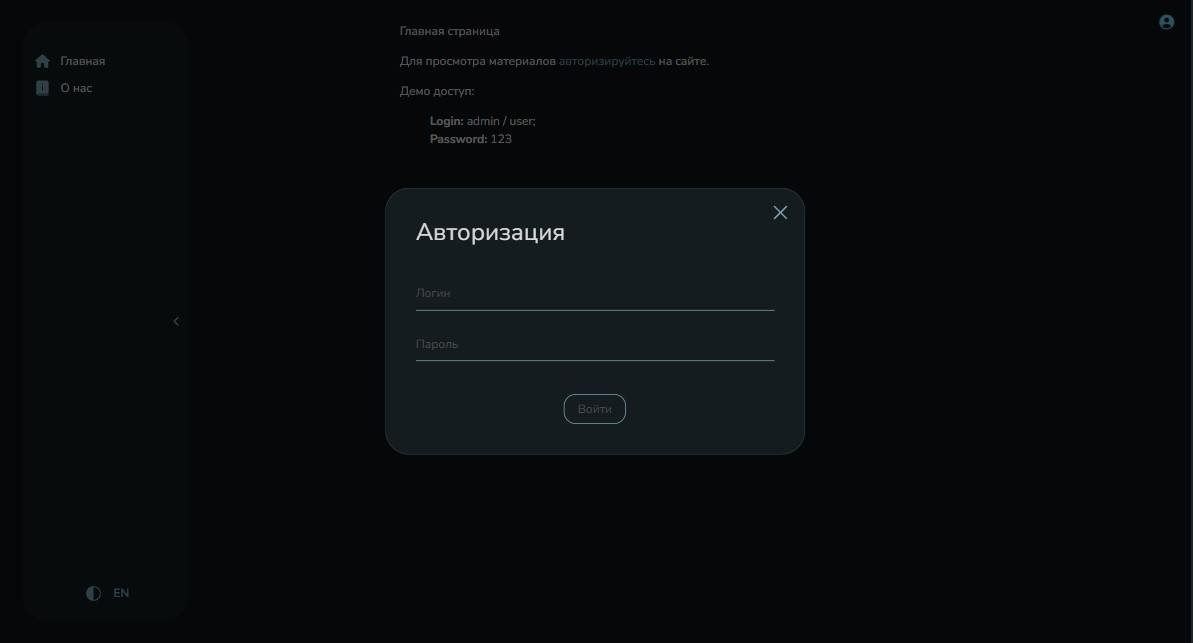 Главная
О нас
EN
Главная страница
Для просмотра материалов авторизируйтесь на сайте.
Демо доступ:
Login: admin / user;
Password: 123
Авторизация
Логин
Пароль
Войти